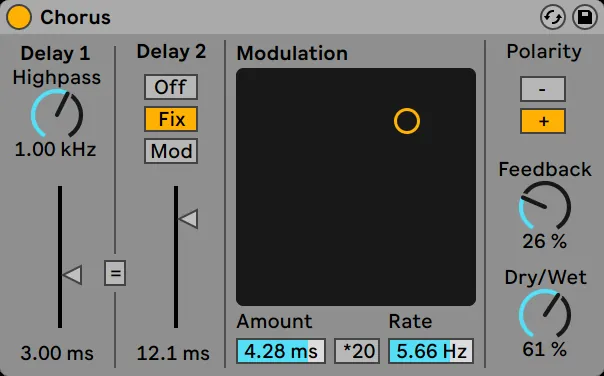 Chorus
Delay 1
Highpass
1.00 kHz
=
3.00 ms
Delay 2
Off
Fix
Mod
12.1 ms
Modulation
Amount
4.28 ms
*20
Rate
5.66 Hz
Polarity
-
+
Feedback
26 %
Dry/Wet
61 %